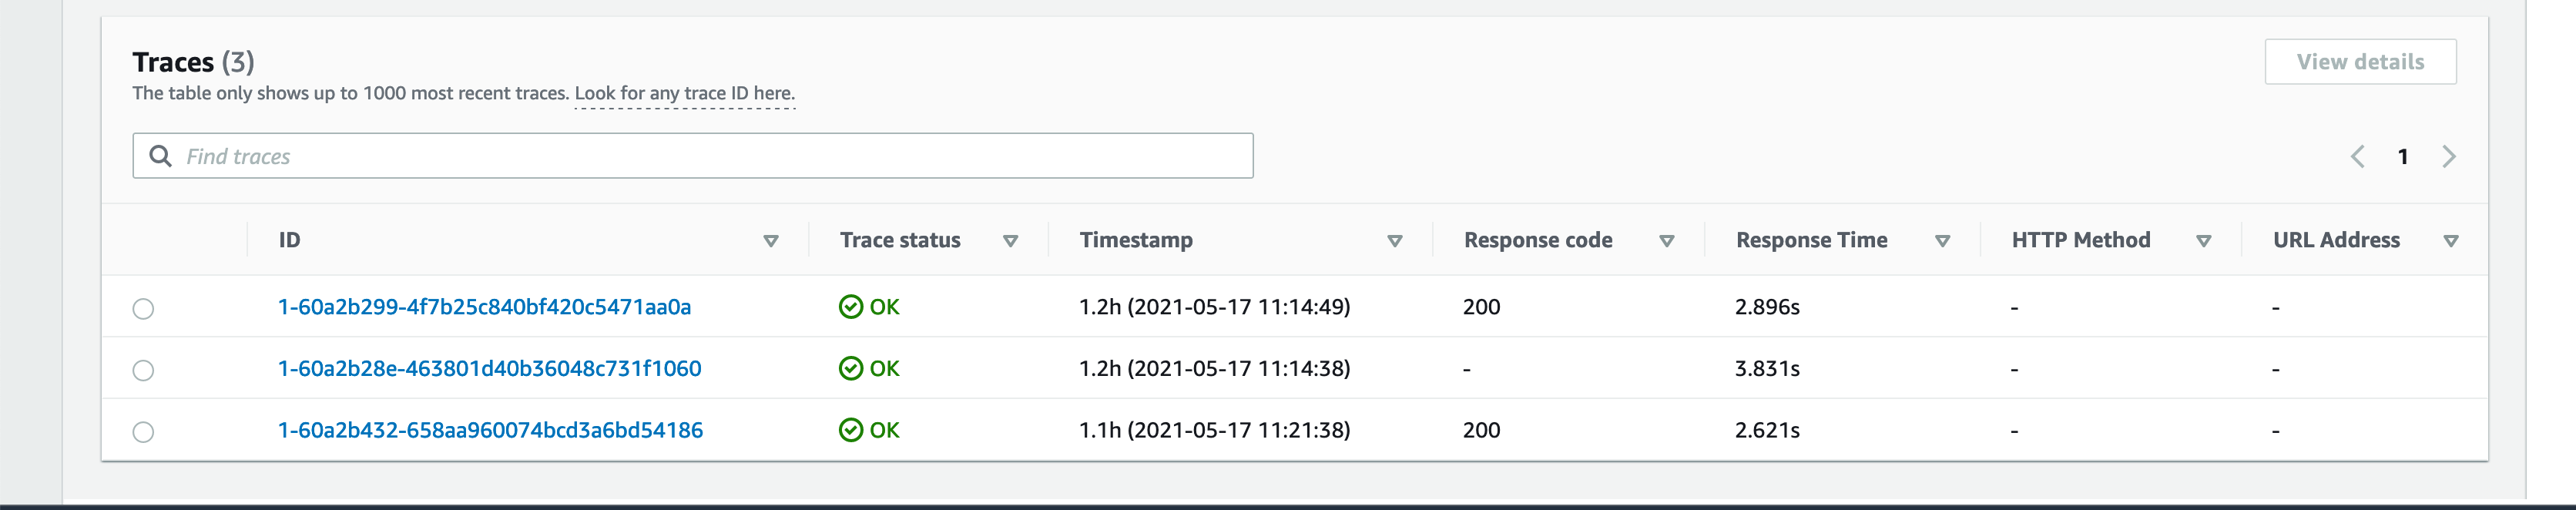 Traces (3)
View details
The table only shows up to 1000 most recent traces. Look for any trace ID here.
Find traces
1
ID Trace status Timestamp Response code Response Time HTTP Method URL Address
1-60a2b299-4f7b25c840bf420c5471aa0a OK 1.2h (2021-05-17 11:14:49) 200 2.896s - -
1-60a2b28e-463801d40b36048c731f1060 OK 1.2h (2021-05-17 11:14:38) - 3.831s - -
1-60a2b432-658aa960074bcd3a6bd54186 OK 1.1h (2021-05-17 11:21:38) 200 2.621s - -